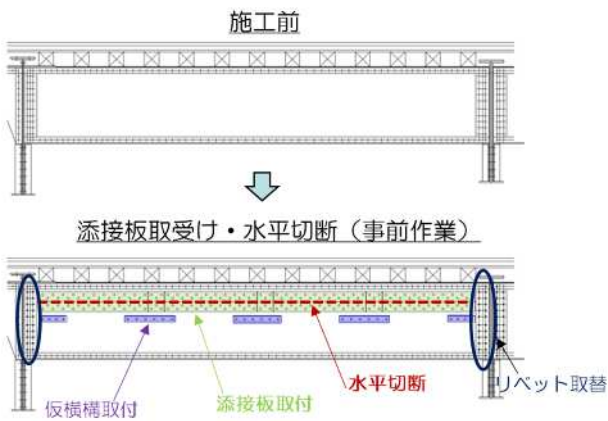 施工前
添接板取受け・水平切断（事前作業）
水平切断
リベット取替
添接板取付
仮横構取付